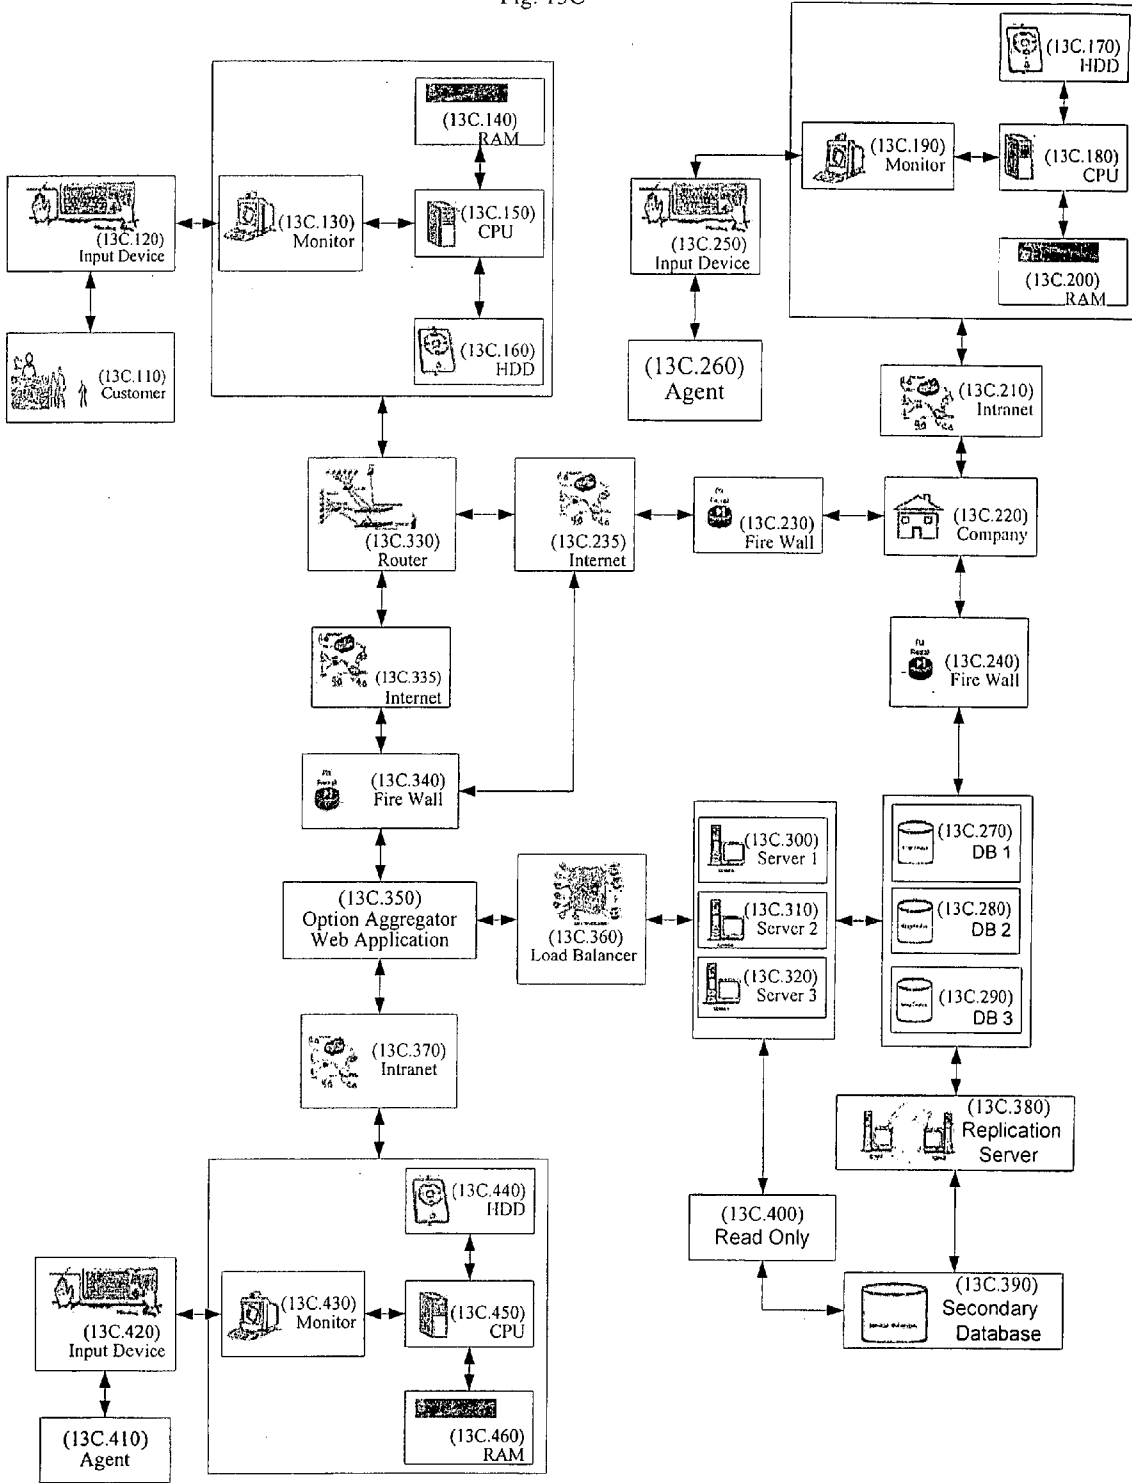 Fig. 13C
(13C.170)
HDD
(13C.140)
RAM
(13C.190)
Monitor
(13C.180)
CPU
(13C.120)
Input Device
(13C.130)
Monitor
(13C.150)
CPU
(13C.250)
Input Device
(13C.200)
RAM
(13C.110)
Customer
(13C.160)
HDD
(13C.260)
Agent
(13C.210)
Intranet
(13C.330)
Router
(13C.235)
Internet
(13C.230)
Fire Wall
(13C.220)
Company
(13C.335)
Internet
(13C.240)
Fire Wall
(13C.340)
Fire Wall
(13C.300)
Server 1
(13C.270)
DB 1
(13C.350)
Option Aggregator
Web Application
(13C.360)
Load Balancer
(13C.310)
Server 2
(13C.280)
DB 2
(13C.320)
Server 3
(13C.290)
DB 3
(13C.370)
Intranet
(13C.380)
Replication
Server
(13C.440)
HDD
(13C.400)
Read Only
(13C.420)
Input Device
(13C.430)
Monitor
(13C.450)
CPU
(13C.390)
Secondary
Database
(13C.410)
Agent
(13C.460)
RAM